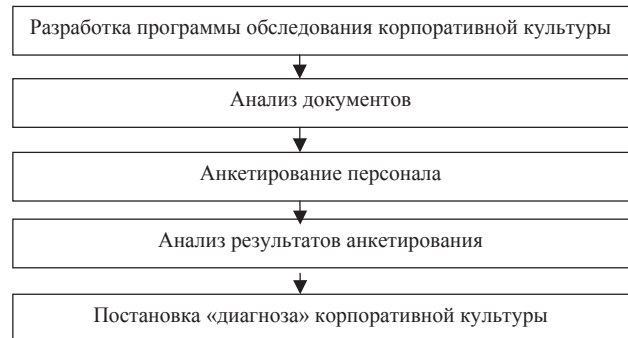 Разработка программы обследования корпоративной культуры
Анализ документов
Анкетирование персонала
Анализ результатов анкетирования
Постановка «диагноза» корпоративной культуры